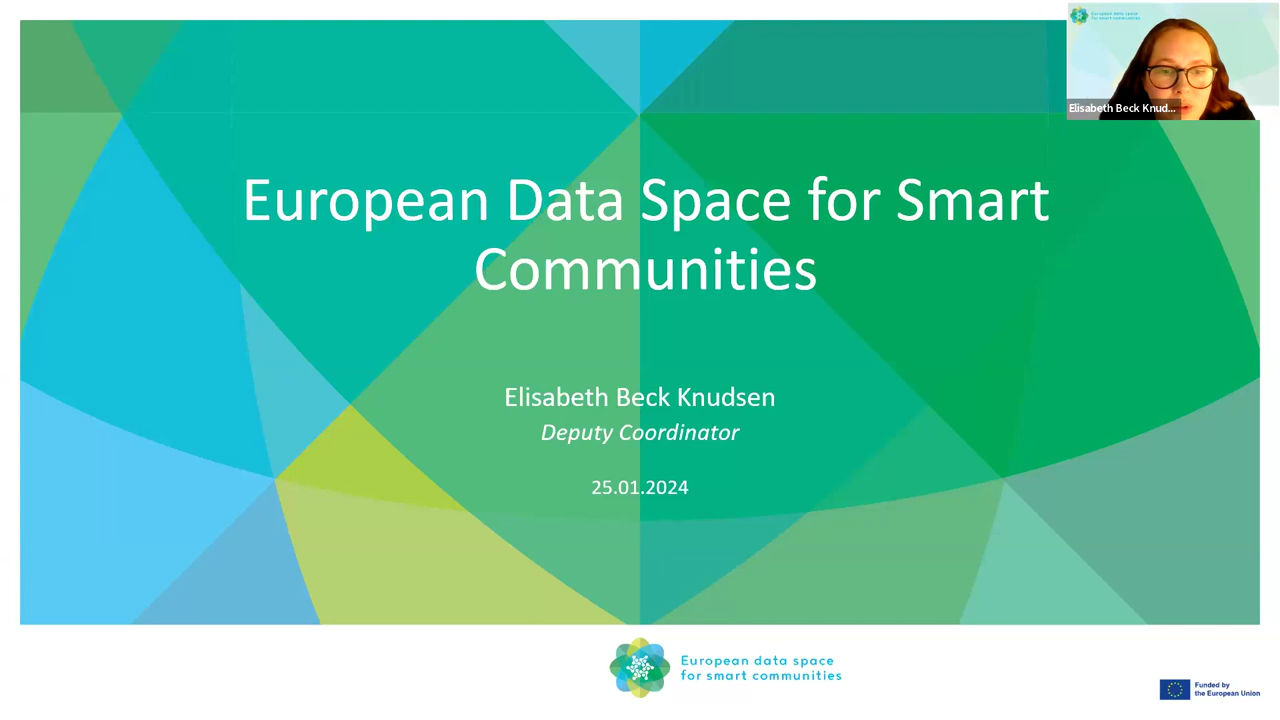 European data space
for smart communities
Elisabeth Beck Knud...
European Data Space for Smart
Communities
Elisabeth Beck Knudsen
Deputy Coordinator
25.01.2024
European data space
for smart communities
Funded by
the European Union